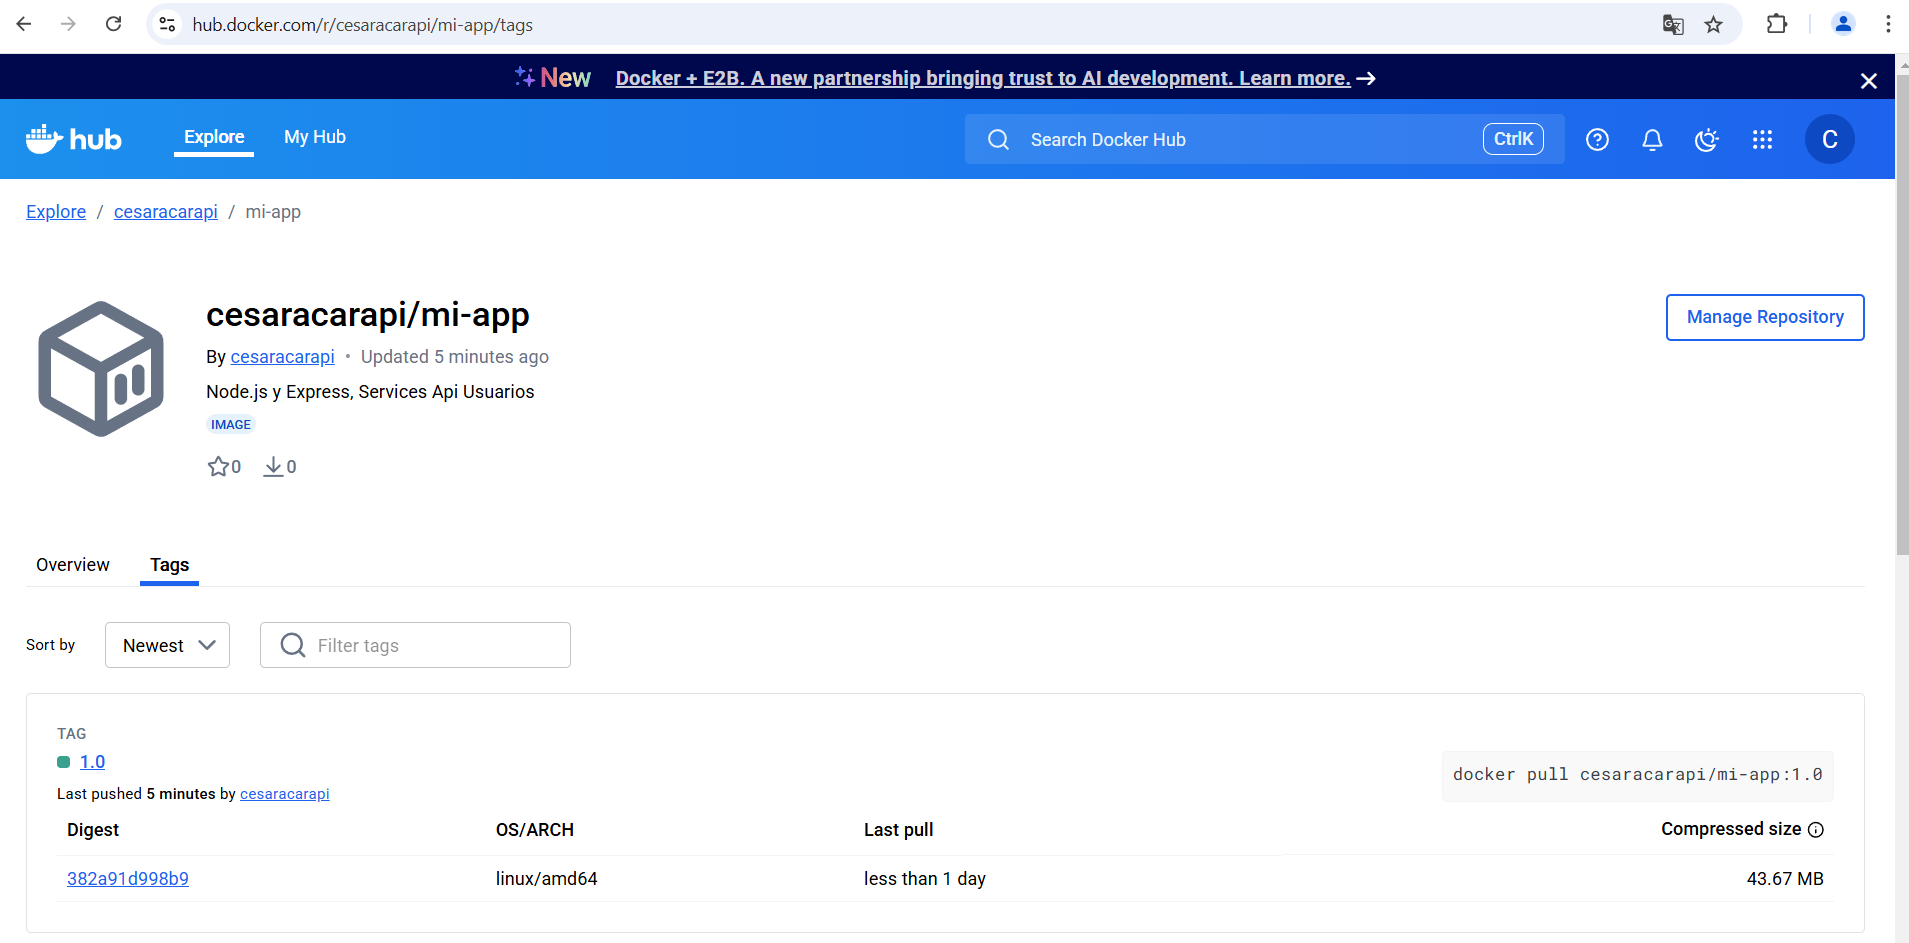 hub.docker.com/r/cesaracarapi/mi-app/tags
New Docker + E2B. A new partnership bringing trust to AI development. Learn more.
hub Explore My Hub Search Docker Hub CtrlK C
Explore / cesaracarapi / mi-app
cesaracarapi/mi-app
Manage Repository
By cesaracarapi • Updated 5 minutes ago
Node.js y Express, Services Api Usuarios
IMAGE
0 0
Overview Tags
Sort by Newest Filter tags
TAG
1.0
docker pull cesaracarapi/mi-app:1.0
Last pushed 5 minutes by cesaracarapi
Digest OS/ARCH Last pull Compressed size
382a91d998b9 linux/amd64 less than 1 day 43.67 MB